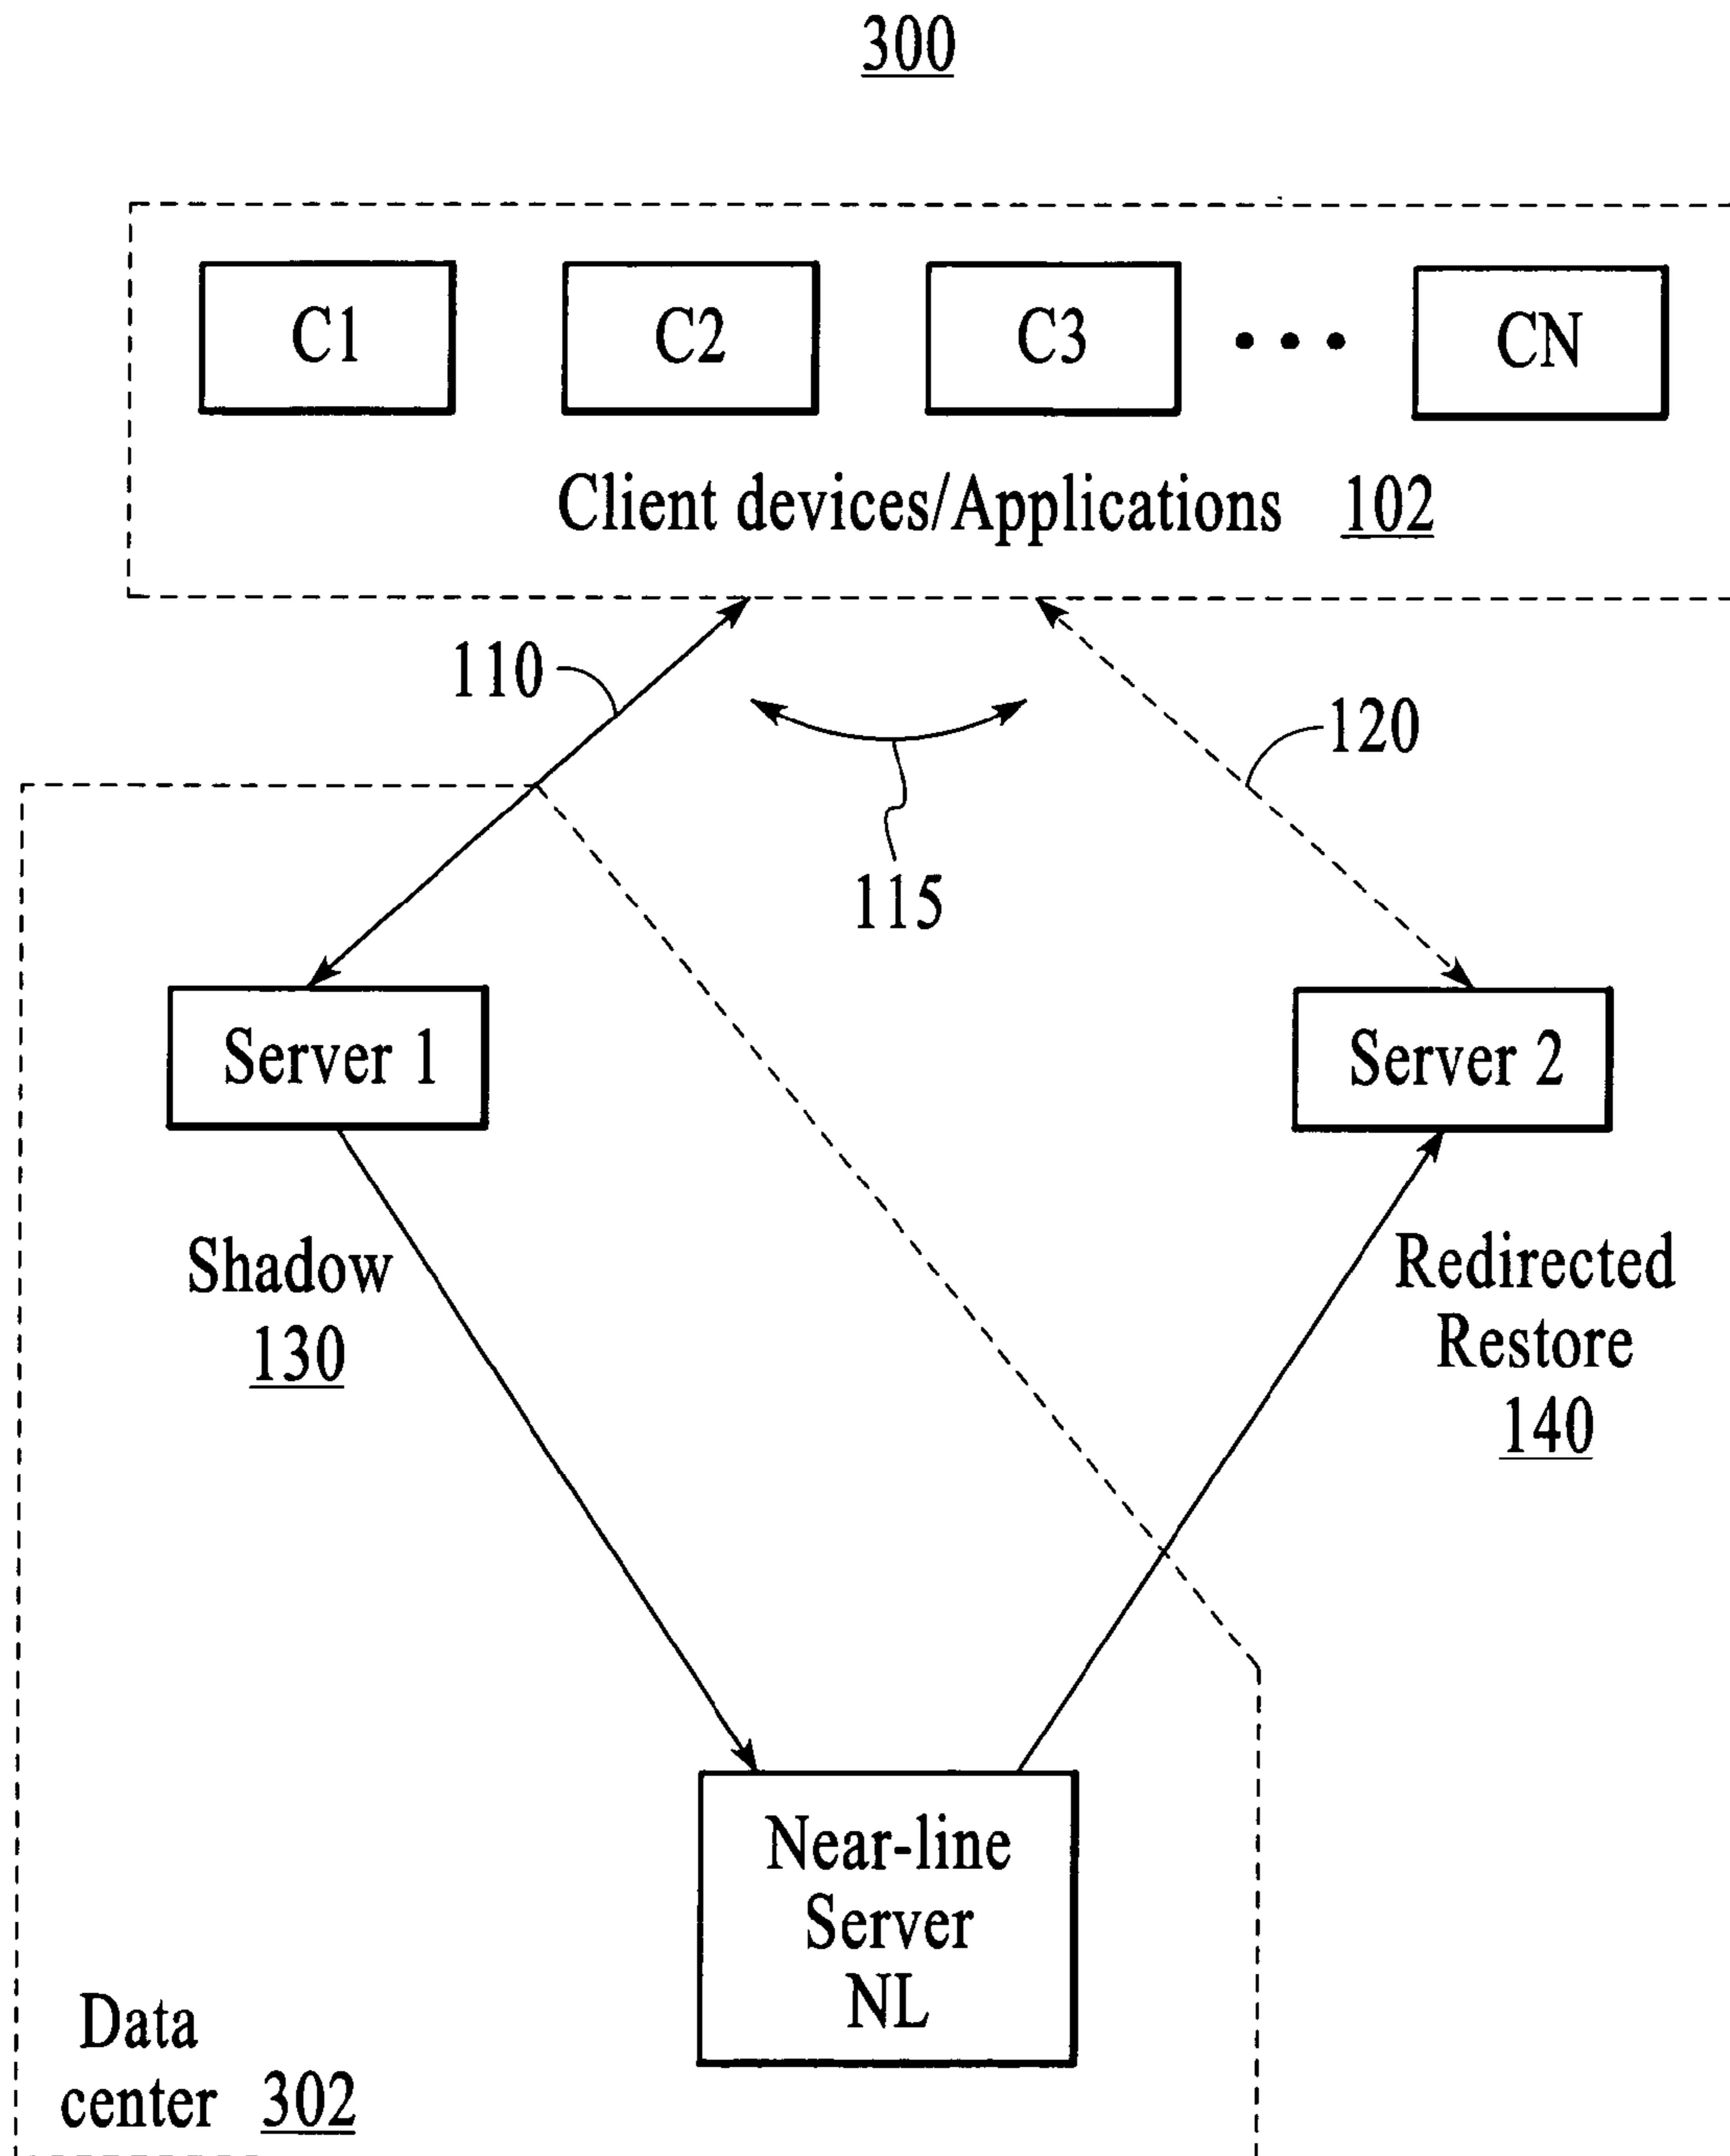 300
C1
C2
C3
• • •
CN
Client devices/Applications 102
110
120
115
Server 1
Server 2
Shadow
130
Redirected
Restore
140
Near-line
Server
NL
Data
center 302